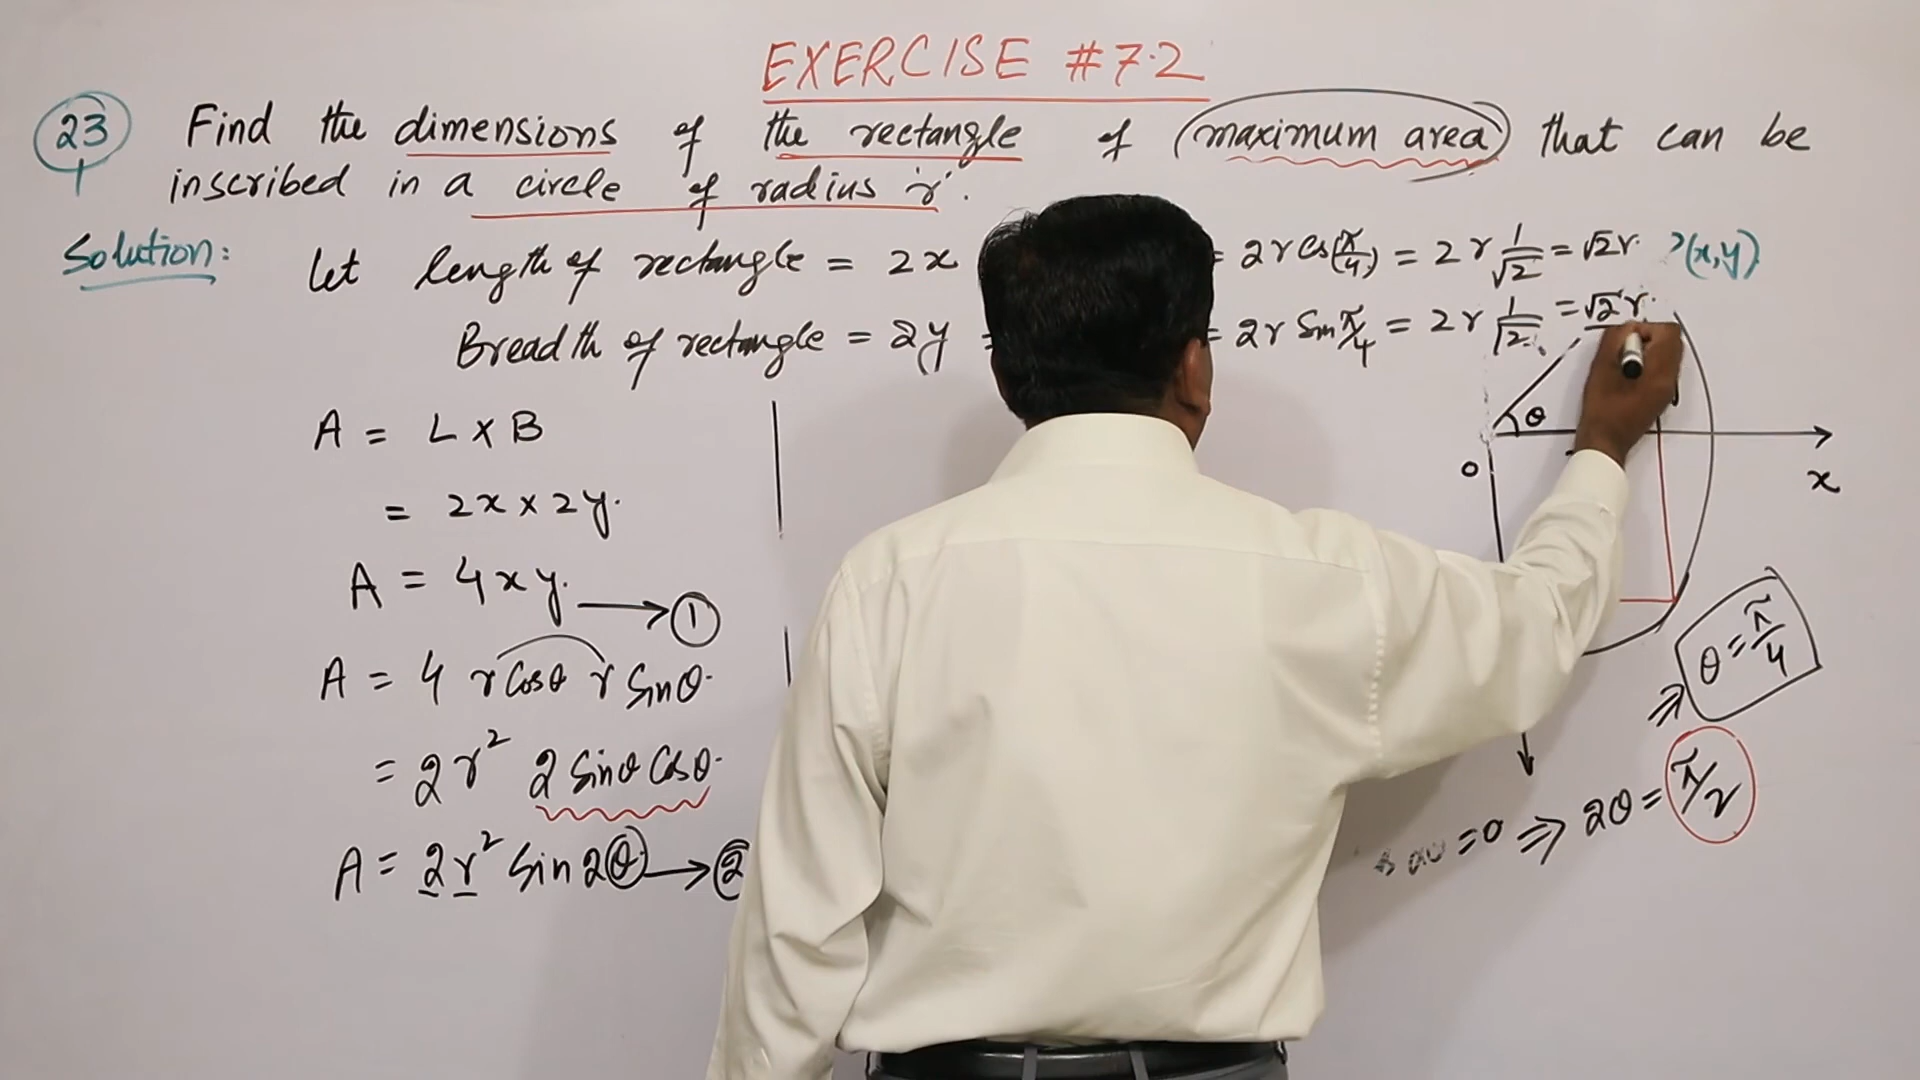 EXERCISE #7.2
23 Find the dimensions of the rectangle of (maximum area) that can be
inscribed in a circle of radius 'r'.
Solution: Let length of rectangle = 2x = 2r Cos(π/4) = 2r 1/√2 = √2r. P(x,y)
Breadth of rectangle = 2y = 2r Sin π/4 = 2r 1/√2 = √2r.
A = L × B
= 2x × 2y.
A = 4xy. → ①
A = 4 r Cosθ r Sinθ.
= 2r² 2 Sinθ Cosθ.
A = 2r² Sin2θ → ②
θ
O
x
⇒ θ = π/4
= 0 ⇒ 2θ = π/2